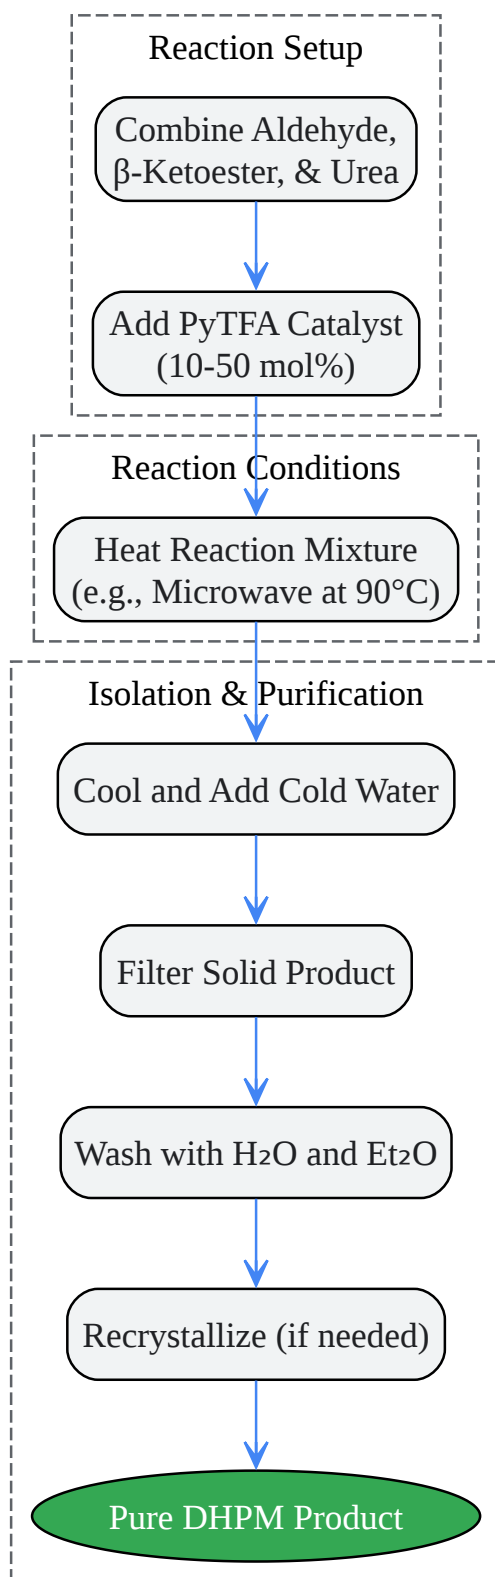 Reaction Setup
Combine Aldehyde,
β-Ketoester, & Urea
Add PyTFA Catalyst
(10-50 mol%)
Reaction Conditions
Heat Reaction Mixture
(e.g., Microwave at 90°C)
Isolation & Purification
Cool and Add Cold Water
Filter Solid Product
Wash with H₂O and Et₂O
Recrystallize (if needed)
Pure DHPM Product